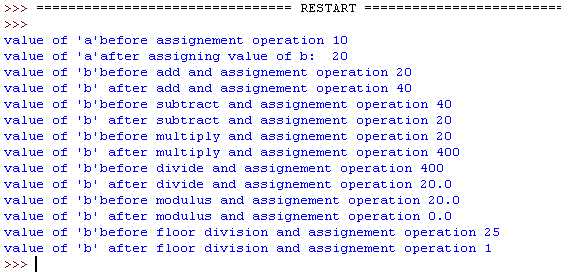 >>> ================================ RESTART ================================
>>>
value of 'a'before assignement operation 10
value of 'a'after assigning value of b:  20
value of 'b'before add and assignement operation 20
value of 'b' after add and assignement operation 40
value of 'b'before subtract and assignement operation 40
value of 'b' after subtract and assignement operation 20
value of 'b'before multiply and assignement operation 20
value of 'b' after multiply and assignement operation 400
value of 'b'before divide and assignement operation 400
value of 'b' after divide and assignement operation 20.0
value of 'b'before modulus and assignement operation 20.0
value of 'b' after modulus and assignement operation 0.0
value of 'b'before floor division and assignement operation 25
value of 'b' after floor division and assignement operation 1
>>>